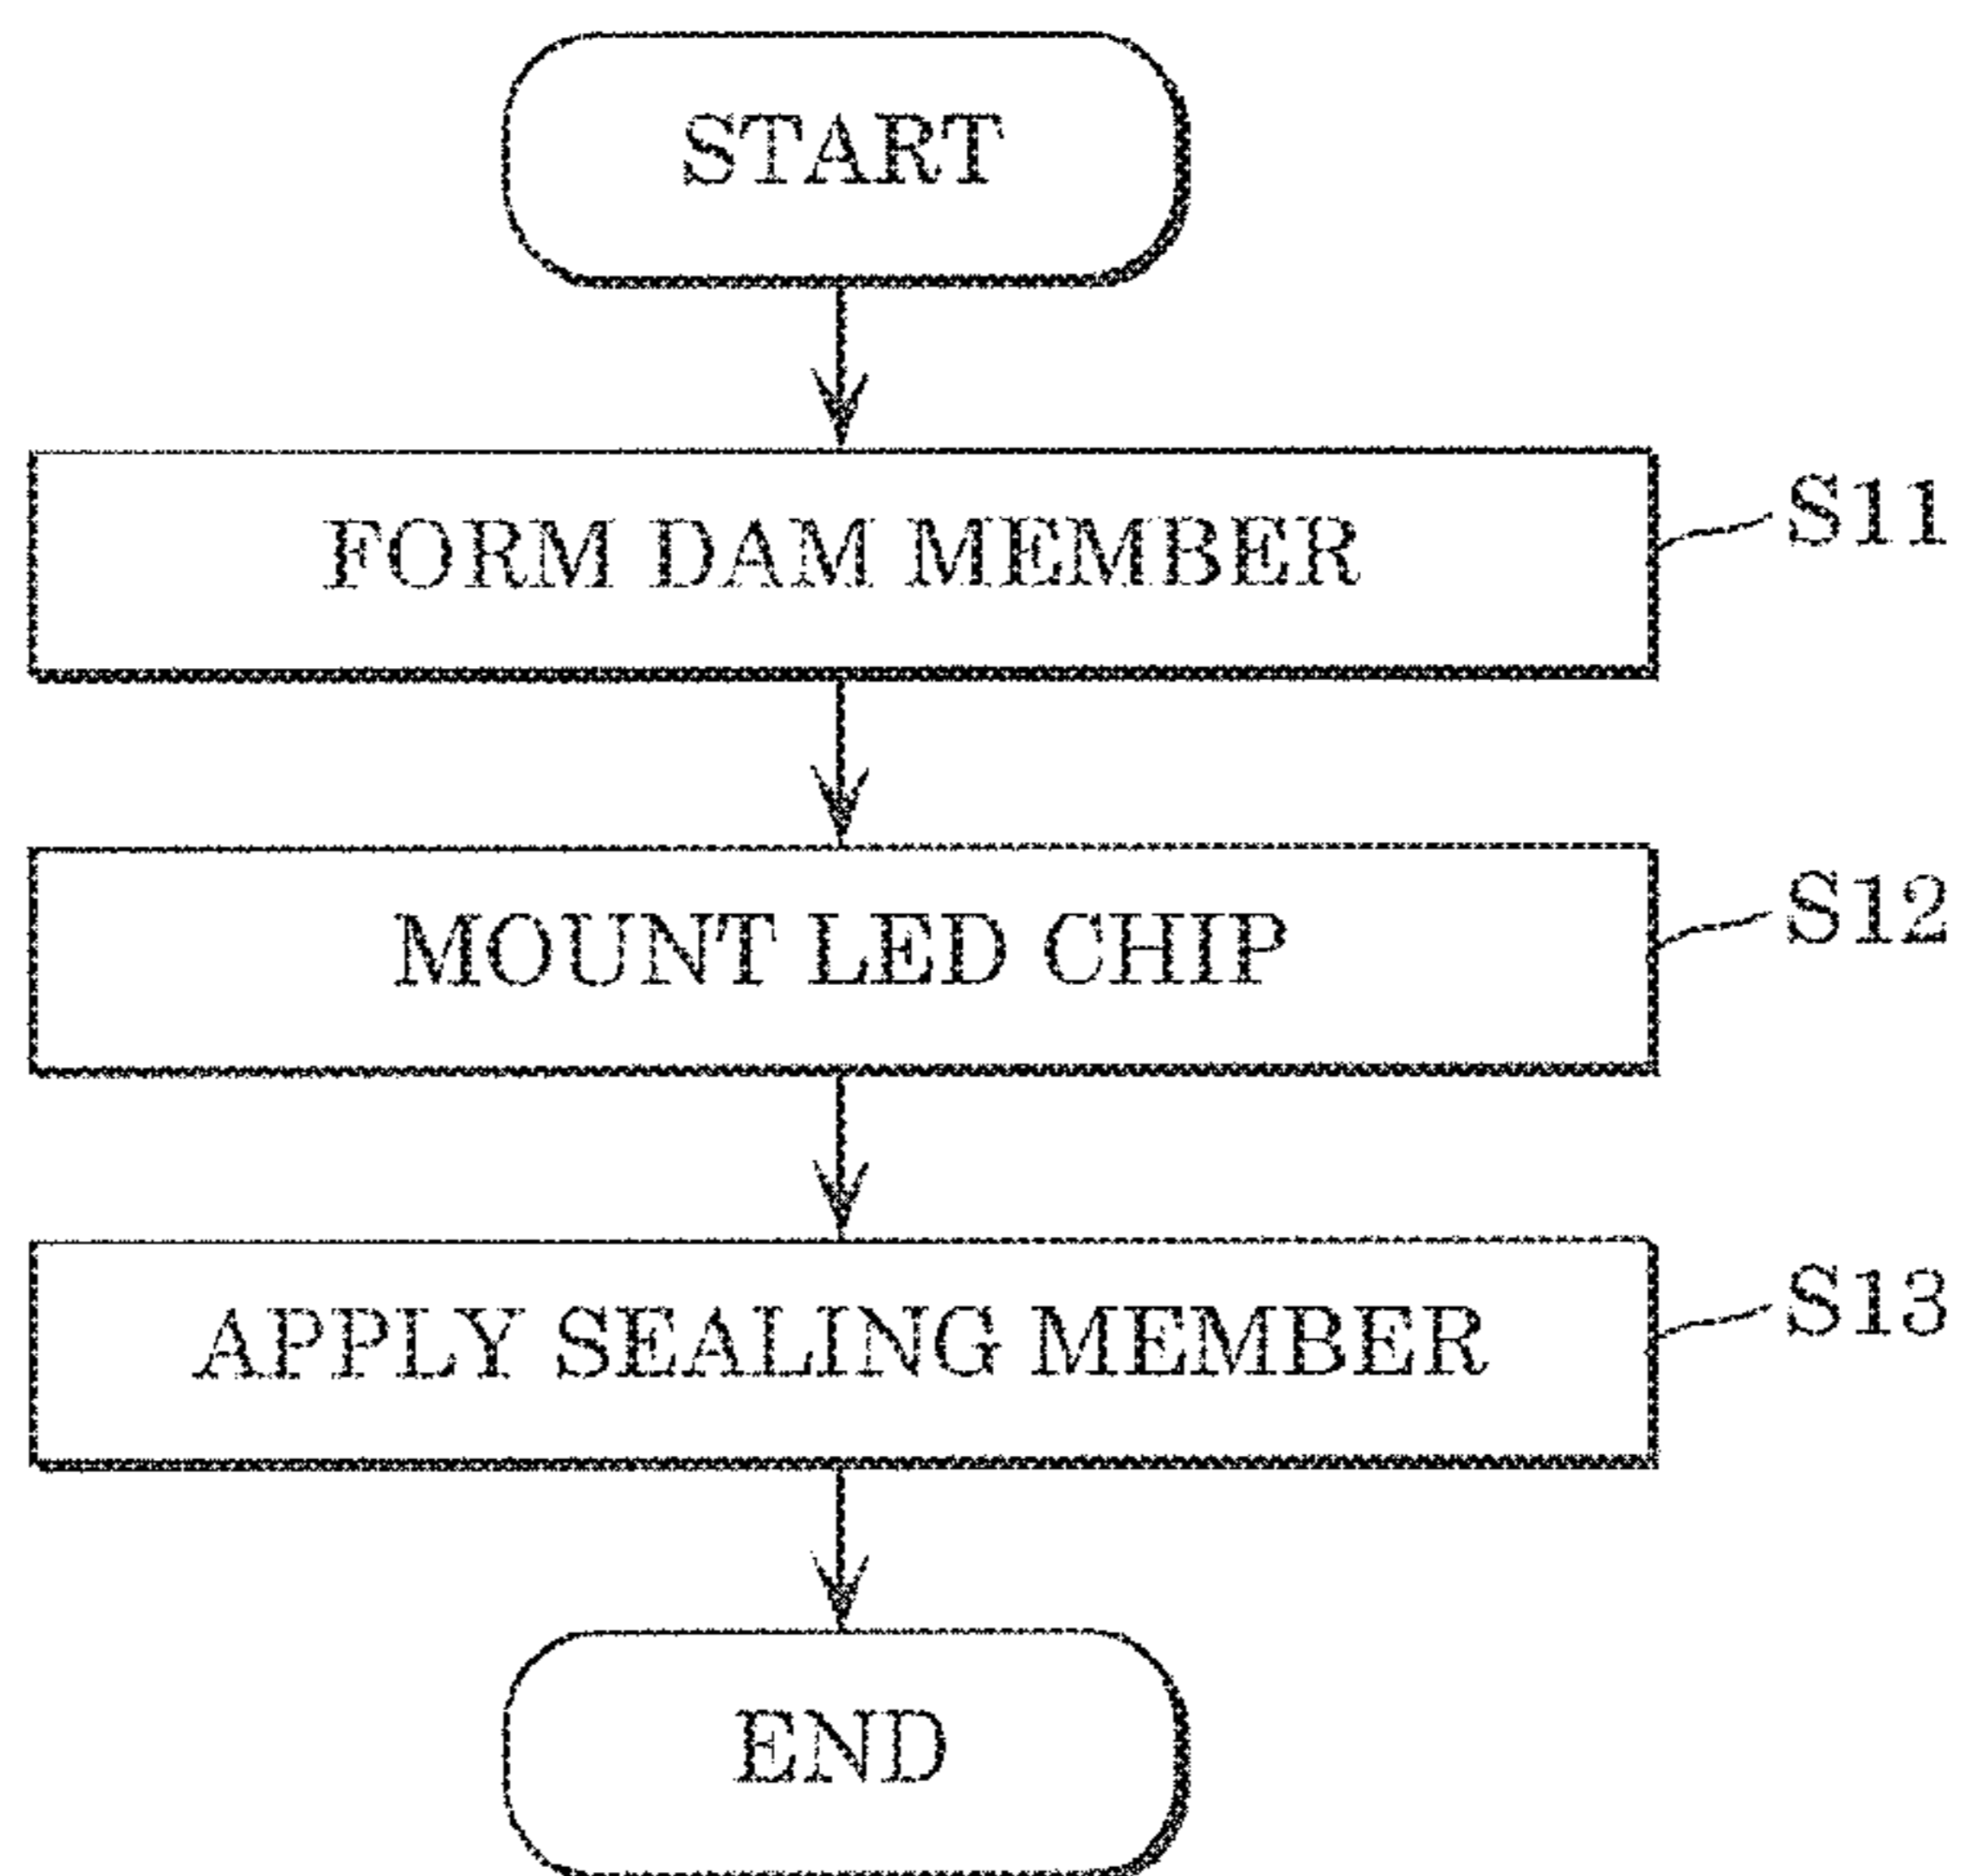 START
FORM DAM MEMBER
S11
MOUNT LED CHIP
S12
APPLY SEALING MEMBER
S13
END